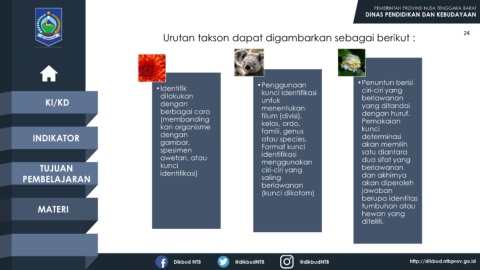 PEMERINTAH PROVINSI NUSA TENGGARA BARAT
DINAS PENDIDIKAN DAN KEBUDAYAAN
24
Urutan takson dapat digambarkan sebagai berikut :
KI/KD
INDIKATOR
TUJUAN
PEMBELAJARAN
MATERI
•Identifik
dilakukan
dengan
berbagai cara
(membanding
kan organisme
dengan
gambar,
spesimen
awetan, atau
kunci
identifikasi)
•Penggunaan
kunci identifikasi
untuk
menentukan
filum (divisi),
kelas, ordo,
famili, genus
atau species.
Format kunci
identifikasi
menggunakan
ciri-ciri yang
saling
berlawanan
(kunci dikotom)
•Penuntun berisi
ciri-ciri yang
berlawanan
yang ditandai
dengan huruf.
Pemakaian
kunci
determinasi
akan memilih
satu diantara
dua sifat yang
berlawanan
dan akhirnya
akan diperoleh
jawaban
berupa identitas
tumbuhan atau
hewan yang
diteliti.
Dikbud NTB
@dikbudNTB
@dikbudNTB
http://dikbud.ntbprov.go.id